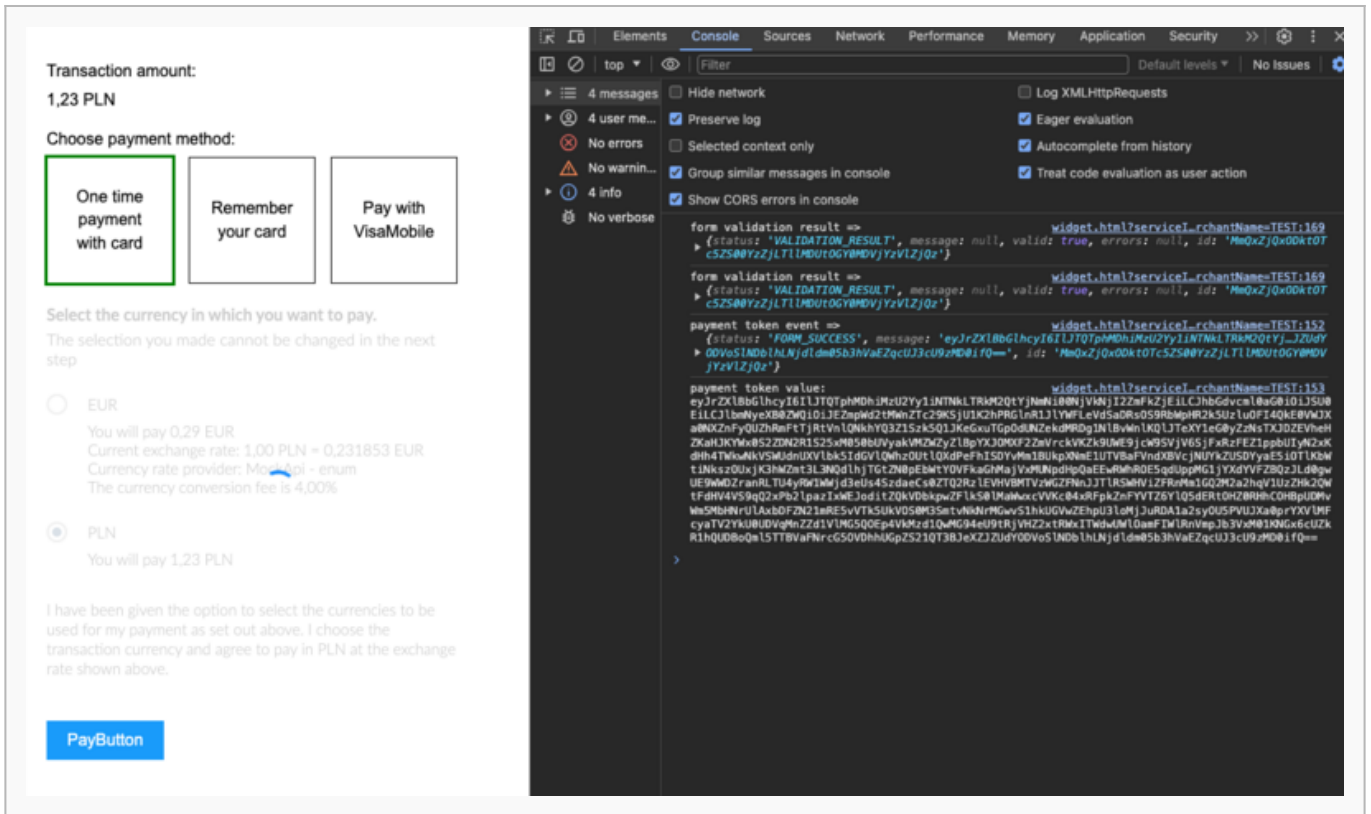 Transaction amount:
1,23 PLN
Choose payment method:
One time
payment
with card
Remember
your card
Pay with
VisaMobile
Select the currency in which you want to pay.
The selection you made cannot be changed in the next
step
EUR
You will pay 0,29 EUR
Current exchange rate: 1,00 PLN = 0,231853 EUR
Currency rate provider: MockApi - enum
The currency conversion fee is 4,00%
PLN
You will pay 1,23 PLN
I have been given the option to select the currencies to be
used for my payment as set out above. I choose the
transaction currency and agree to pay in PLN at the exchange
rate shown above.
PayButton
Elements Console Sources Network Performance Memory Application Security
top Filter Default levels No Issues
4 messages
4 user me...
No errors
No warnin...
4 info
No verbose
Hide network
Log XMLHttpRequests
Preserve log
Eager evaluation
Selected context only
Autocomplete from history
Group similar messages in console
Treat code evaluation as user action
Show CORS errors in console
form validation result => widget.html?serviceI…rchantName=TEST:169
{status: 'VALIDATION_RESULT', message: null, valid: true, errors: null, id:
form validation result => widget.html?serviceI…rchantName=TEST:169
{status: 'VALIDATION_RESULT', message: null, valid: true, errors: null, id:
payment token event => widget.html?serviceI…rchantName=TEST:152
{status: 'FORM_SUCCESS', message:
id:
payment token value: widget.html?serviceI…rchantName=TEST:153